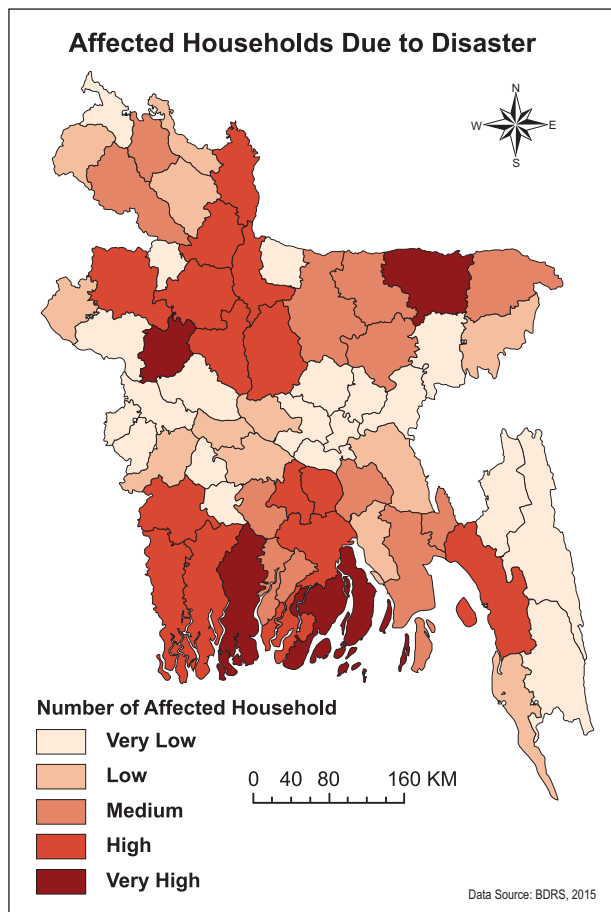 Affected Households Due to Disaster
N
W E
S
Number of Affected Household
Very Low
Low
Medium
High
Very High
0 40 80 160 KM
Data Source: BDRS, 2015